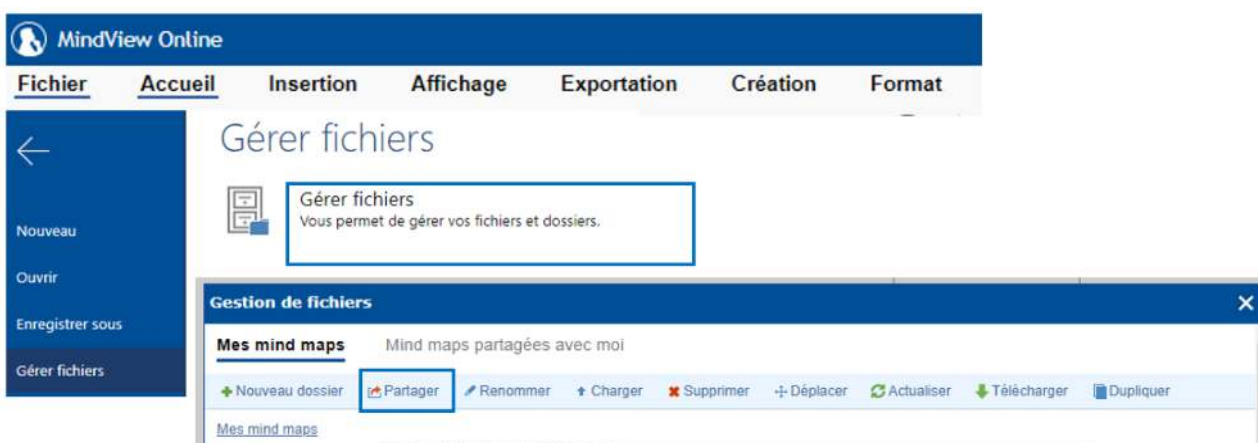 MindView Online
Fichier Accueil Insertion Affichage Exportation Création Format
Gérer fichiers
Gérer fichiers
Vous permet de gérer vos fichiers et dossiers.
Nouveau
Ouvrir
Enregistrer sous
Gérer fichiers
Gestion de fichiers
Mes mind maps Mind maps partagées avec moi
Nouveau dossier Partager Renommer Charger Supprimer Déplacer Actualiser Télécharger Dupliquer
Mes mind maps